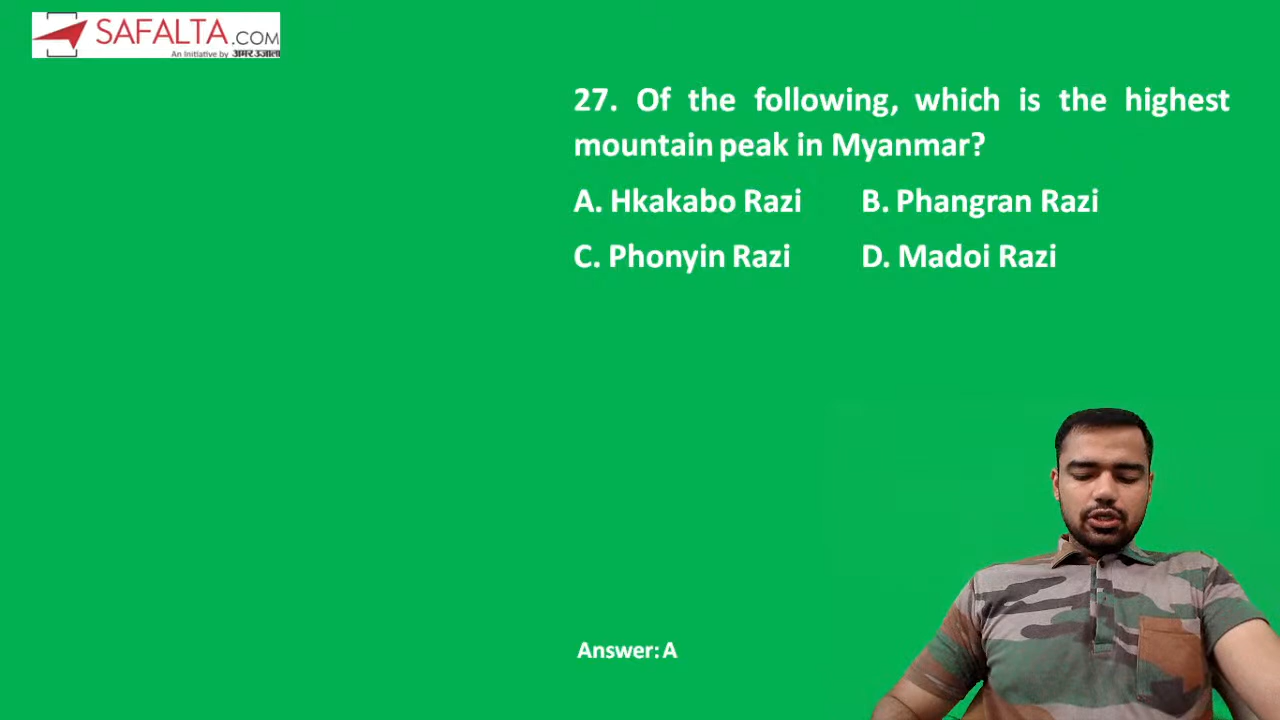 SAFALTA.COM
An Initiative by अमर उजाला
27. Of the following, which is the highest
mountain peak in Myanmar?
A. Hkakabo Razi B. Phangran Razi
C. Phonyin Razi D. Madoi Razi
Answer: A